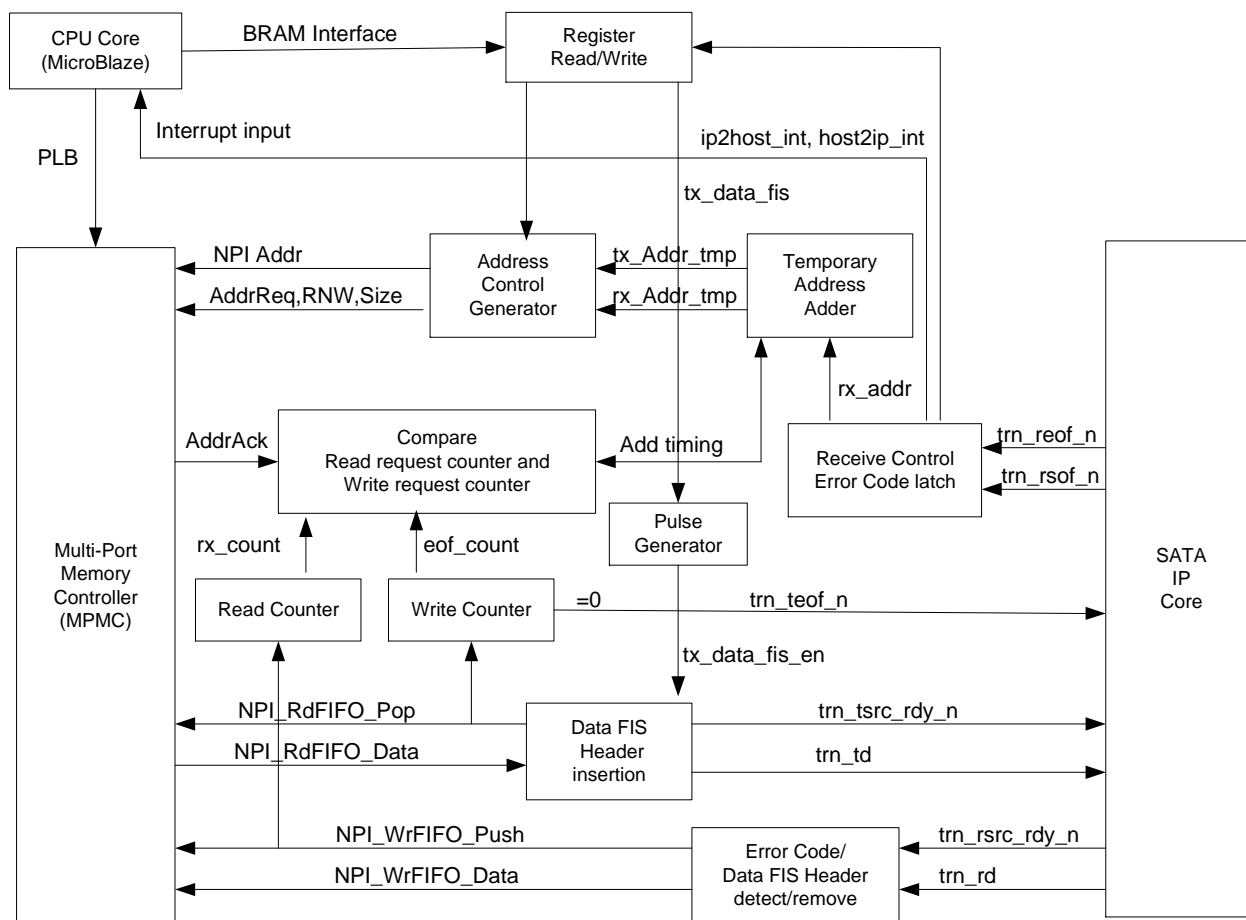 CPU Core
(MicroBlaze)
BRAM Interface
Register
Read/Write
Interrupt input
ip2host_int, host2ip_int
PLB
tx_data_fis
NPI Addr
AddrReq,RNW,Size
Address
Control
Generator
tx_Addr_tmp
rx_Addr_tmp
Temporary
Address
Adder
rx_addr
AddrAck
Compare
Read request counter and
Write request counter
Add timing
Receive Control
Error Code latch
trn_reof_n
trn_rsof_n
Pulse
Generator
rx_count
eof_count
Multi-Port
Memory
Controller
(MPMC)
SATA
IP
Core
Read Counter
Write Counter
=0
trn_teof_n
tx_data_fis_en
NPI_RdFIFO_Pop
NPI_RdFIFO_Data
Data FIS
Header
insertion
trn_tsrc_rdy_n
trn_td
NPI_WrFIFO_Push
NPI_WrFIFO_Data
Error Code/
Data FIS Header
detect/remove
trn_rsrc_rdy_n
trn_rd